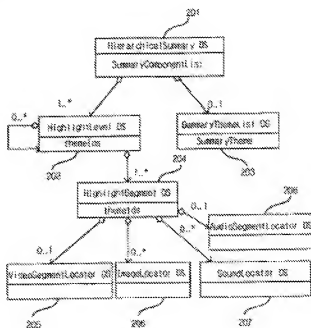 201
HierarchicalSummary DS
SummaryComponentList
1..*
0..1
0..*
HighlightLevel DS
themeIds
SummaryThemeList DS
SummaryTheme
202
1..*
204
203
HighlightSegment DS
themeIds
0..1
208
AudioSegmentLocator DS
0..1
0..*
0..*
VideoSegmentLocator DS
ImageLocator DS
SoundLocator DS
205
206
207